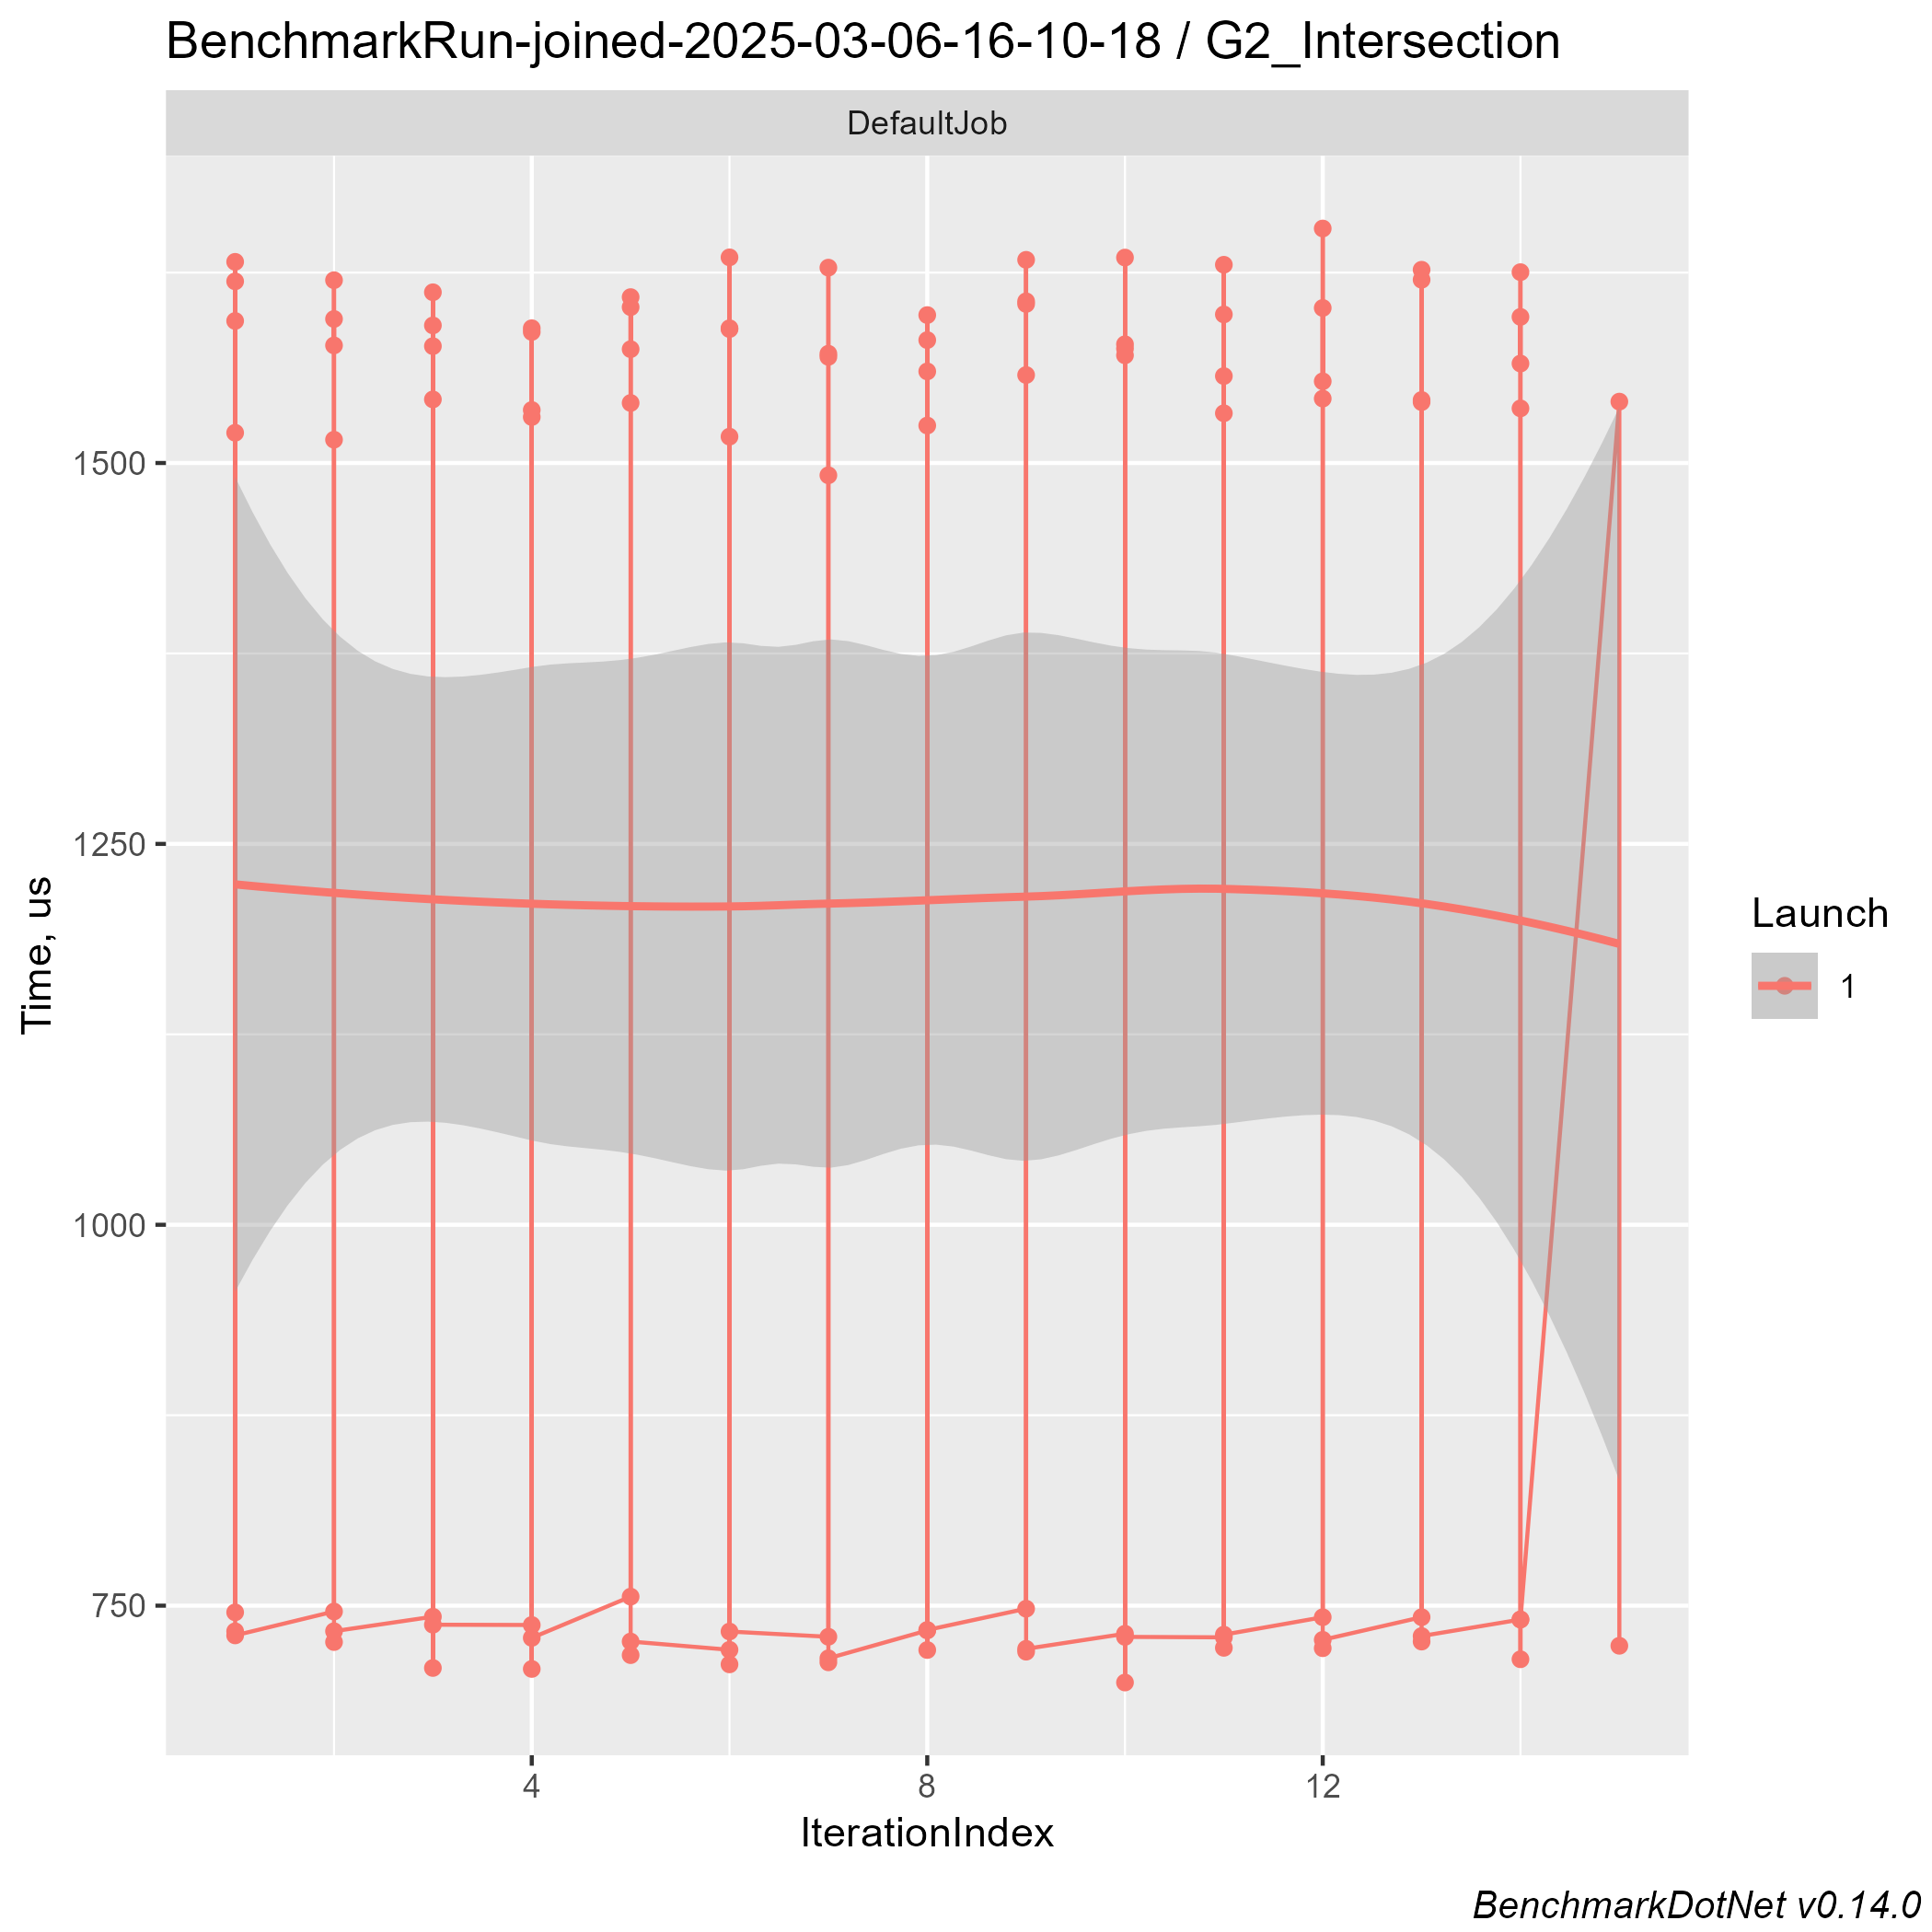 BenchmarkRun-joined-2025-03-06-16-10-18 / G2_Intersection
DefaultJob
1500
1250
1000
750
Time, us
4 8 12
IterationIndex
Launch
1
BenchmarkDotNet v0.14.0